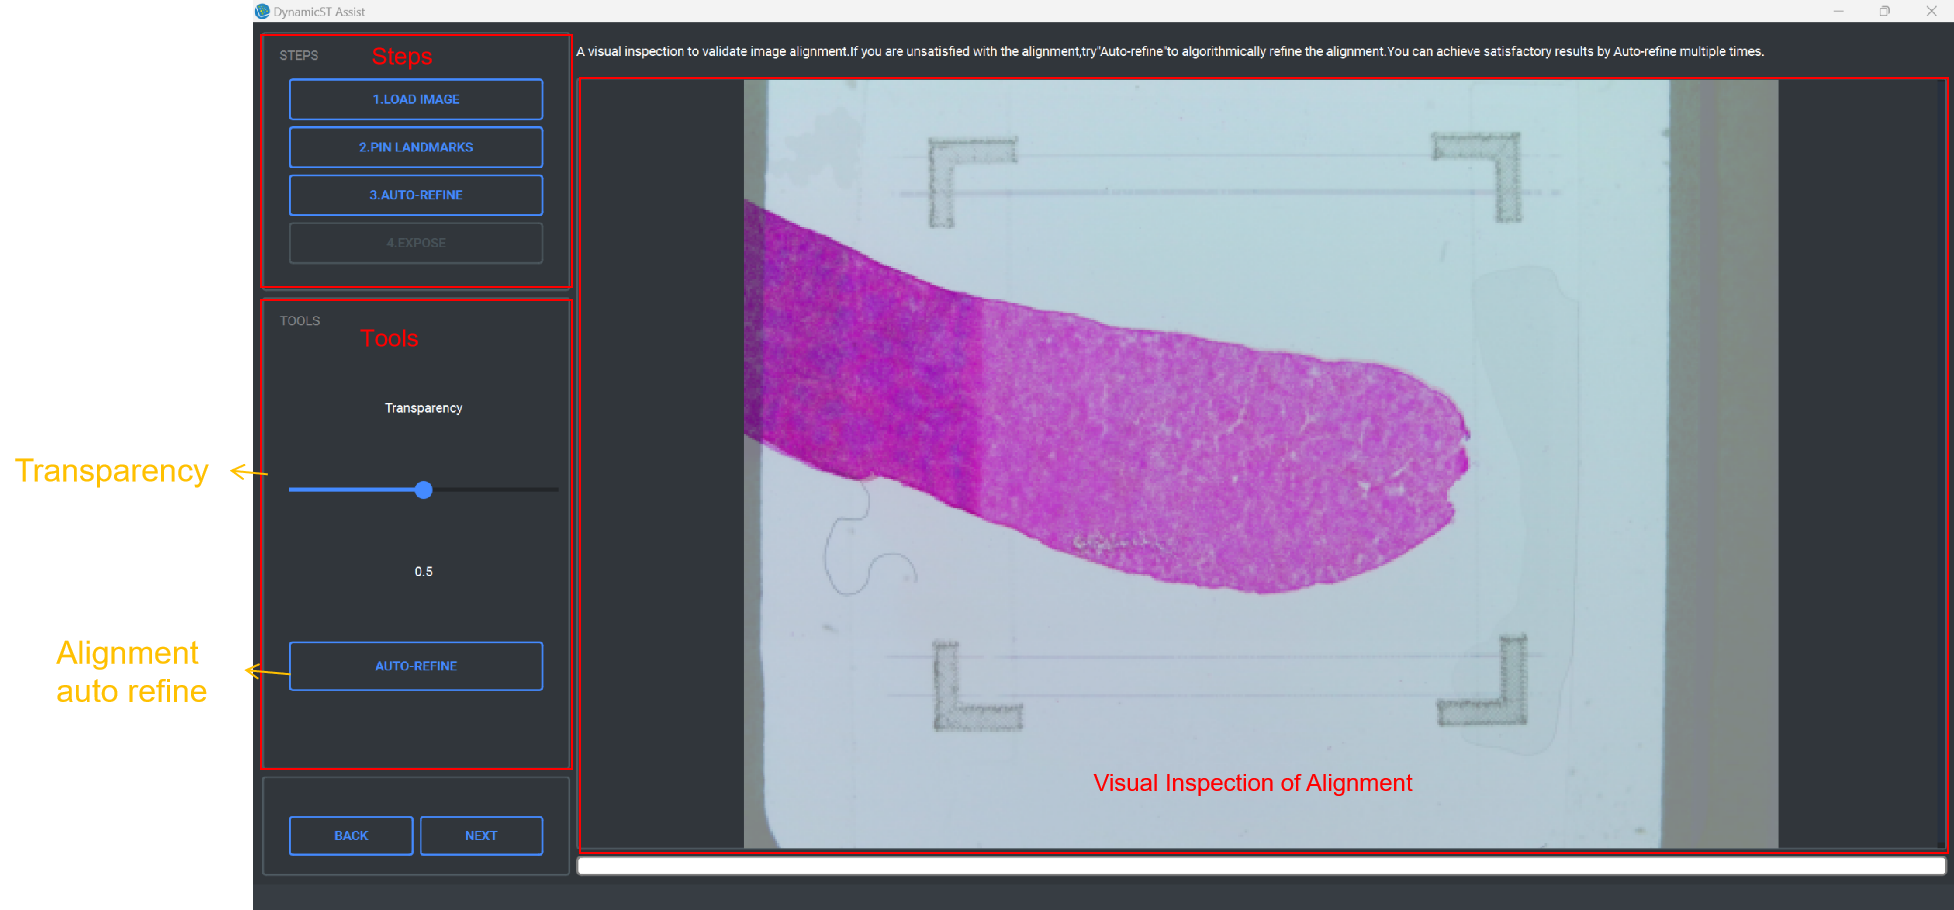 DynamicST Assist
STEPS
Steps
1.LOAD IMAGE
2.PIN LANDMARKS
3.AUTO-REFINE
4.EXPOSE
A visual inspection to validate image alignment.If you are unsatisfied with the alignment,try"Auto-refine"to algorithmically refine the alignment.You can achieve satisfactory results by Auto-refine multiple times.
TOOLS
Tools
Transparency
Transparency
0.5
Alignment
auto refine
AUTO-REFINE
BACK
NEXT
Visual Inspection of Alignment